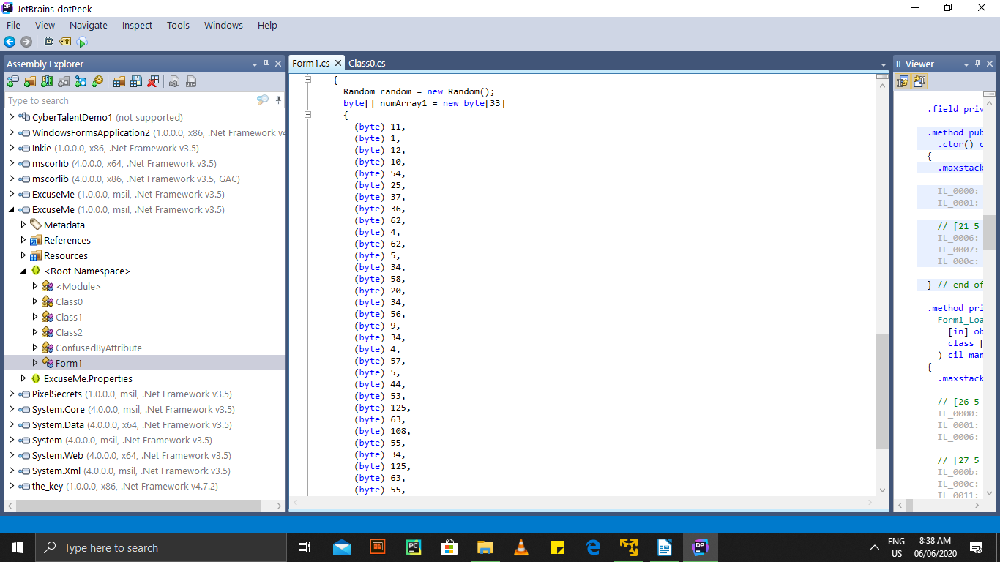 JetBrains dotPeek
File View Navigate Inspect Tools Windows Help
Assembly Explorer
Type to search
CyberTalentDemo1 (not supported)
WindowsFormsApplication2 (1.0.0.0, x86, .Net Framework v4
Inkie (1.0.0.0, x86, .Net Framework v3.5)
mscorlib (4.0.0.0, x64, .Net Framework v3.5)
mscorlib (4.0.0.0, x86, .Net Framework v3.5, GAC)
ExcuseMe (1.0.0.0, msil, .Net Framework v3.5)
ExcuseMe (1.0.0.0, msil, .Net Framework v3.5)
Metadata
References
Resources
<Root Namespace>
<Module>
Class0
Class1
Class2
ConfusedByAttribute
Form1
ExcuseMe.Properties
PixelSecrets (1.0.0.0, msil, .Net Framework v3.5)
System.Core (4.0.0.0, msil, .Net Framework v3.5)
System.Data (4.0.0.0, x64, .Net Framework v3.5)
System (4.0.0.0, msil, .Net Framework v3.5)
System.Web (4.0.0.0, x64, .Net Framework v3.5)
System.Xml (4.0.0.0, msil, .Net Framework v3.5)
the_key (1.0.0.0, x86, .Net Framework v4.7.2)
Form1.cs Class0.cs
{
Random random = new Random();
byte[] numArray1 = new byte[33]
{
(byte) 11,
(byte) 1,
(byte) 12,
(byte) 10,
(byte) 54,
(byte) 25,
(byte) 37,
(byte) 36,
(byte) 62,
(byte) 4,
(byte) 62,
(byte) 5,
(byte) 34,
(byte) 58,
(byte) 20,
(byte) 34,
(byte) 56,
(byte) 9,
(byte) 34,
(byte) 4,
(byte) 57,
(byte) 5,
(byte) 44,
(byte) 53,
(byte) 125,
(byte) 63,
(byte) 108,
(byte) 55,
(byte) 34,
(byte) 125,
(byte) 63,
(byte) 55,
IL Viewer
.field priv
.method pub
.ctor() c
{
.maxstack
IL_0000:
IL_0001:
// [21 5
IL_0006:
IL_0007:
IL_000c:
} // end of
.method pri
Form1_Loa
[in] ob
class [
) cil man
{
.maxstack
// [26 5
IL_0000:
IL_0001:
IL_0006:
// [27 5
IL_000b:
IL_000c:
IL_0011:
Type here to search
ENG
US
8:38 AM
06/06/2020